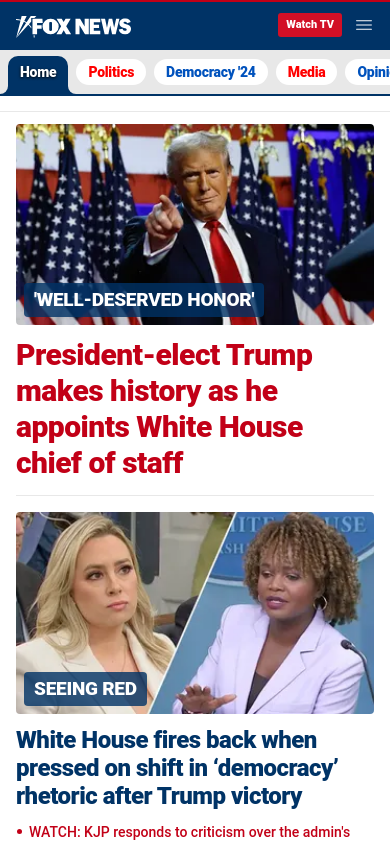 FOX NEWS
Watch TV
Home
Politics
Democracy '24
Media
Opini
'WELL-DESERVED HONOR'
President-elect Trump
makes history as he
appoints White House
chief of staff
ITE HOUSE
SEEING RED
White House fires back when
pressed on shift in ‘democracy’
rhetoric after Trump victory
• WATCH: KJP responds to criticism over the admin's